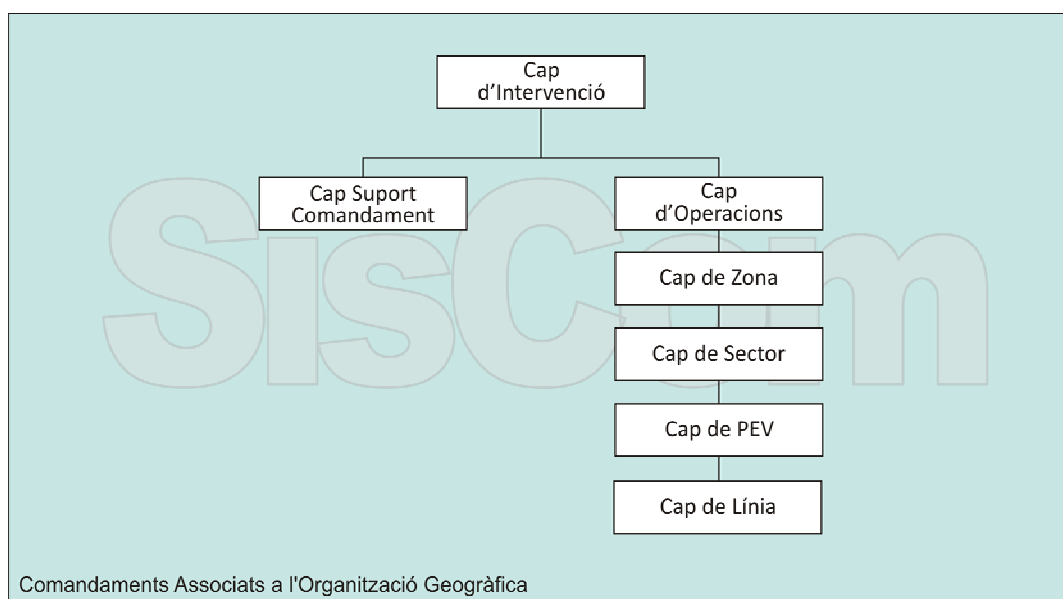 Cap
d'Intervenció
Cap Suport
Comandament
Cap
d'Operacions
SisCom
Cap de Zona
Cap de Sector
Cap de PEV
Cap de Línia
Comandaments Associats a l'Organització Geogràfica